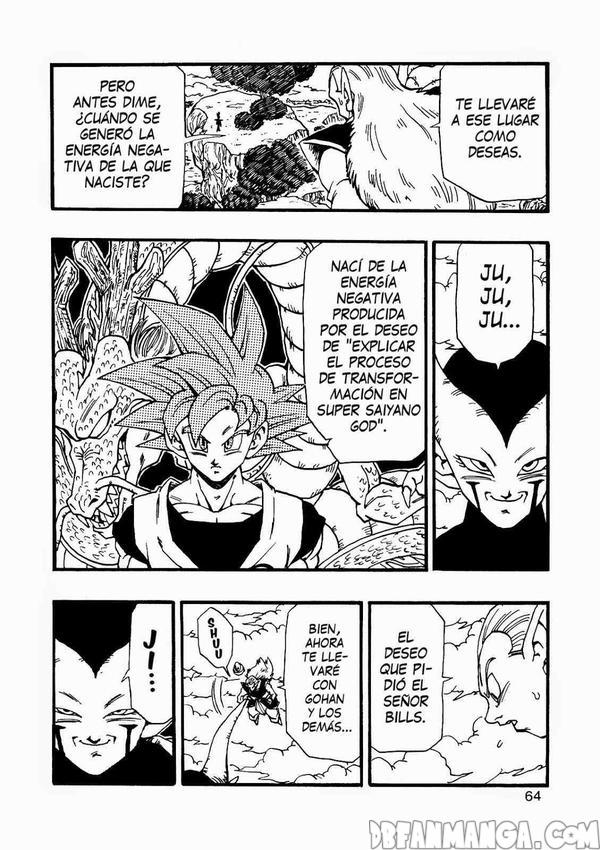 TE LLEVARÉ
A ESE LUGAR
COMO
DESEAS.
PERO
ANTES DIME,
¿CUÁNDO SE
GENERÓ LA
ENERGÍA NEGA-
TIVA DE LA QUE
NACISTE?
JU,
JU,
JU...
NACÍ DE LA
ENERGÍA
NEGATIVA
PRODUCIDA
POR EL DESEO
DE "EXPLICAR
EL PROCESO
DE TRANSFOR-
MACIÓN EN
SUPER SAIYANO
GOD".
EL
DESEO
QUE PI-
DIÓ EL
SEÑOR
BILLS.
BIEN, AHORA
TE LLE-
VARÉ
CON
GOHAN
Y LOS
DEMÁS...
SHUU
JI...
64
DBFANMANGA.COM